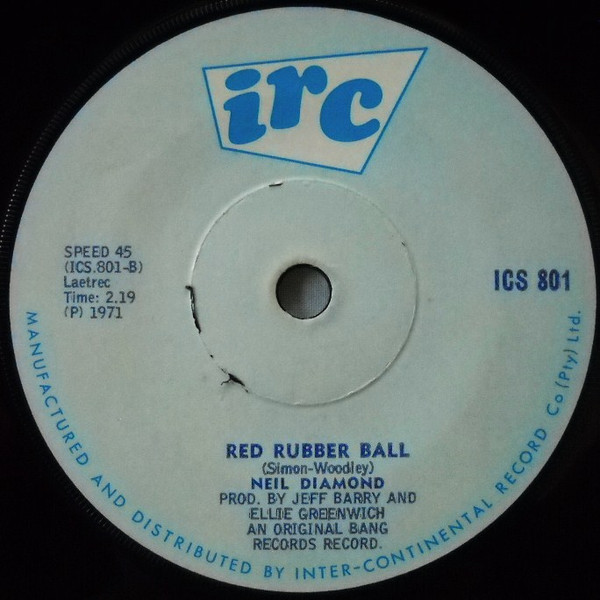 irc
SPEED 45
(ICS.801-B)
Laetrec
Time: 2.19
(P) 1971
ICS 801
RED RUBBER BALL
(Simon-Woodley)
NEIL DIAMOND
PROD. BY JEFF BARRY AND
ELLIE GREENWICH
AN ORIGINAL BANG
RECORDS RECORD.
MANUFACTURED AND DISTRIBUTED BY INTER-CONTINENTAL RECORD Co (Pty) Ltd.